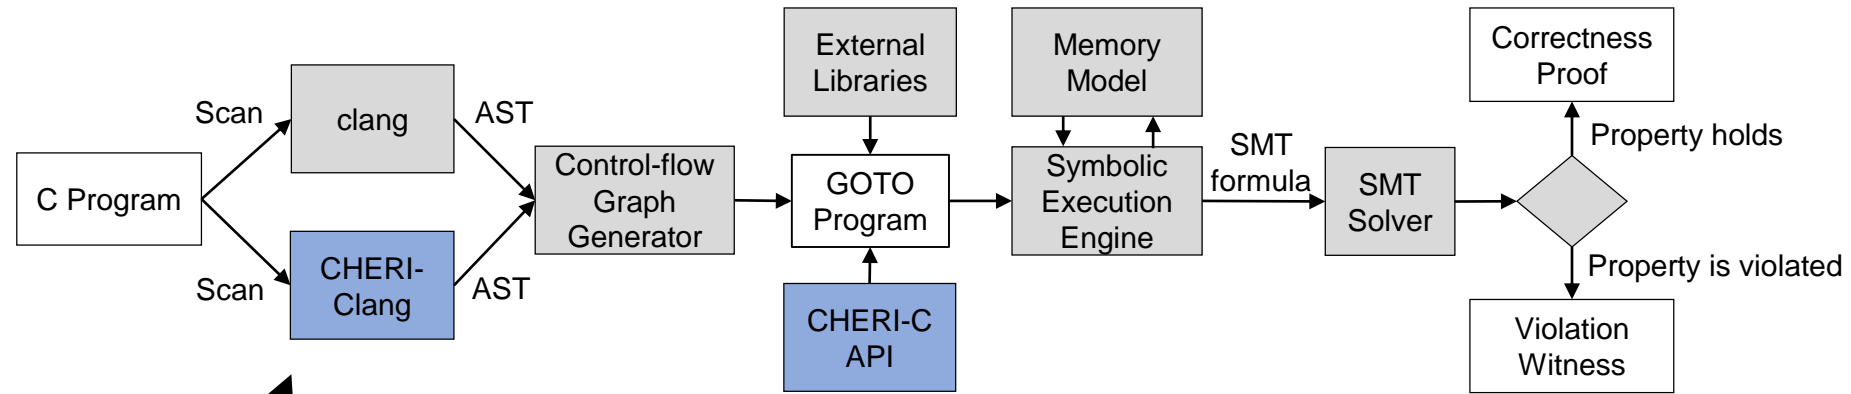 C Program
Scan
Scan
clang
CHERI-
Clang
AST
AST
Control-flow
Graph
Generator
External
Libraries
GOTO
Program
CHERI-C
API
Memory
Model
Symbolic
Execution
Engine
SMT
formula
SMT
Solver
Correctness
Proof
Property holds
Property is violated
Violation
Witness